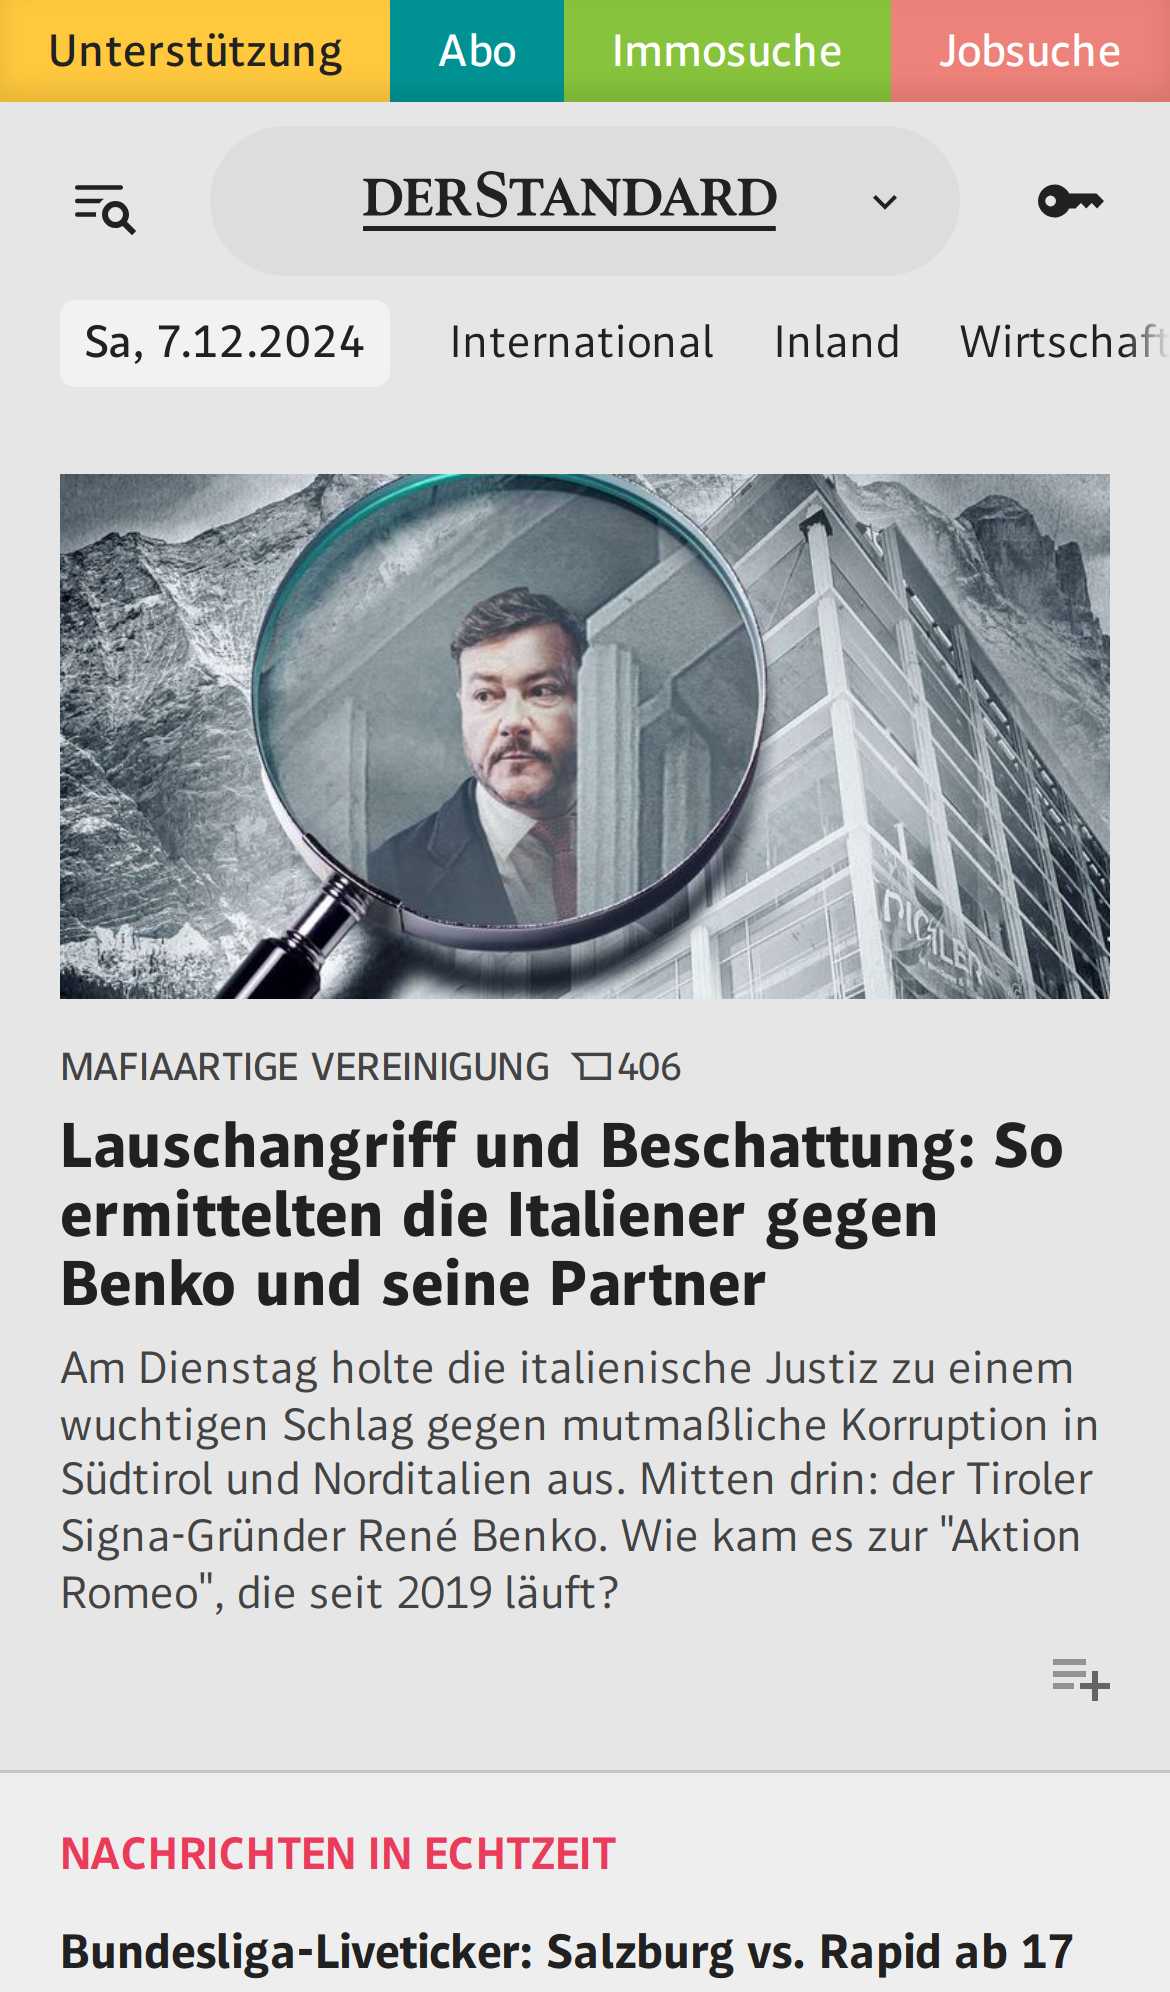 Unterstützung Abo Immosuche Jobsuche
DERSTANDARD
Sa, 7.12.2024 International Inland Wirtschaft
PICHLER
MAFIAARTIGE VEREINIGUNG 406
Lauschangriff und Beschattung: So
ermittelten die Italiener gegen
Benko und seine Partner
Am Dienstag holte die italienische Justiz zu einem
wuchtigen Schlag gegen mutmaßliche Korruption in
Südtirol und Norditalien aus. Mitten drin: der Tiroler
Signa-Gründer René Benko. Wie kam es zur "Aktion
Romeo", die seit 2019 läuft?
NACHRICHTEN IN ECHTZEIT
Bundesliga-Liveticker: Salzburg vs. Rapid ab 17